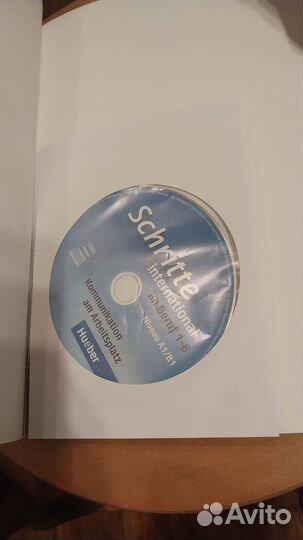 Schritte
international
im Beruf 1-6
Niveau A1/B1
Kommunikation
am Arbeitsplatz
Hueber
Avito